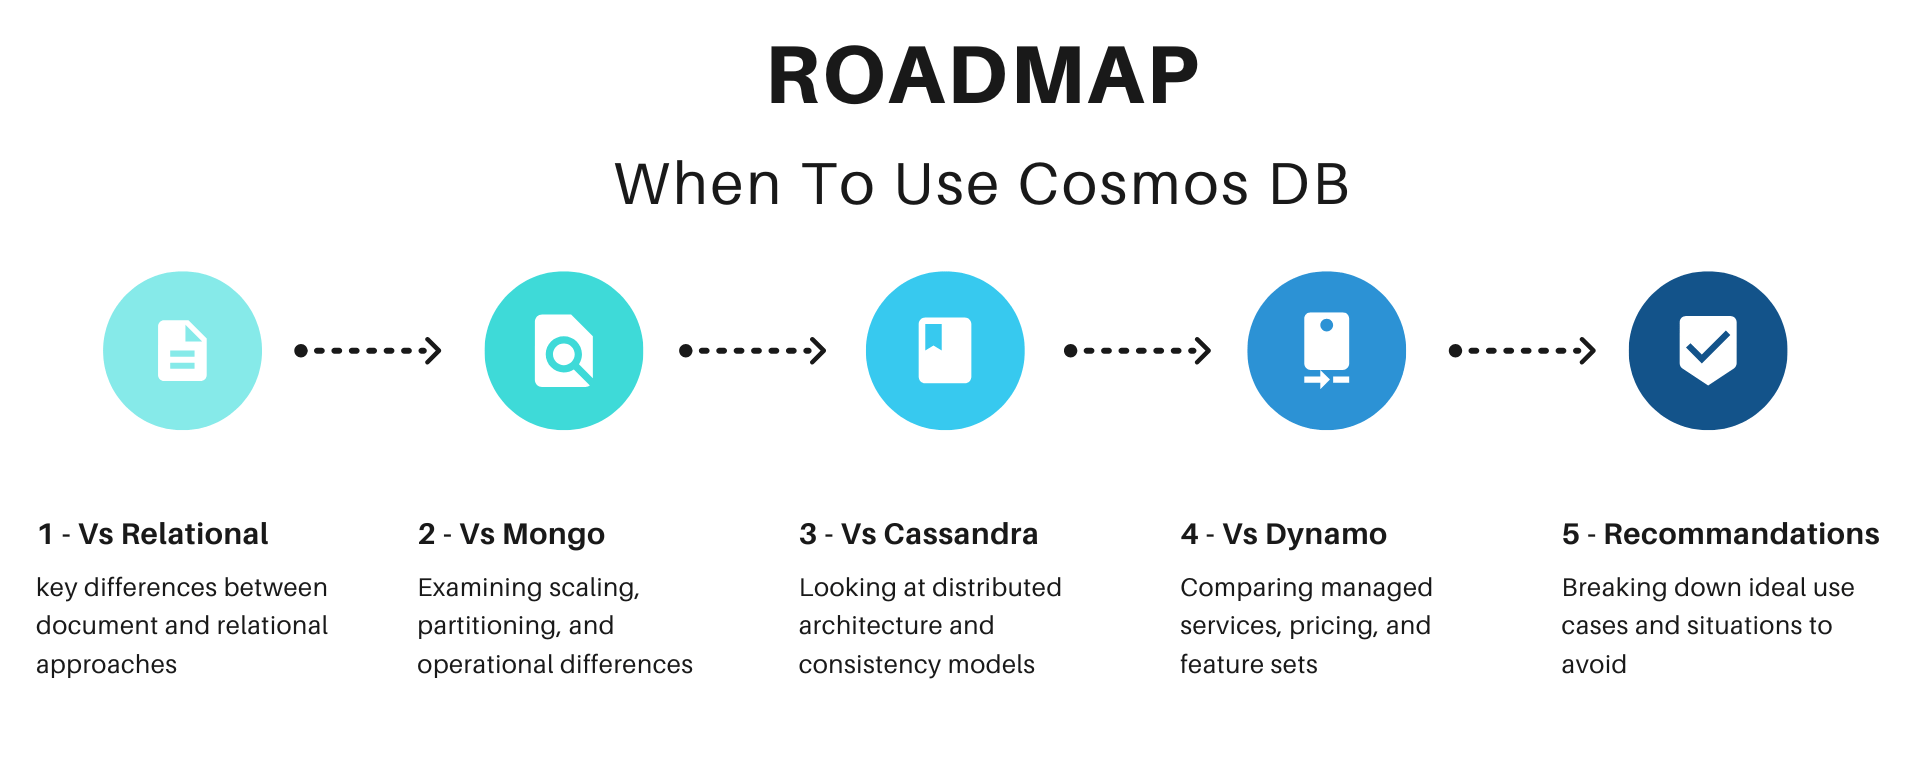 ROADMAP
When To Use Cosmos DB
1 - Vs Relational
key differences between
document and relational
approaches
2 - Vs Mongo
Examining scaling,
partitioning, and
operational differences
3 - Vs Cassandra
Looking at distributed
architecture and
consistency models
4 - Vs Dynamo
Comparing managed
services, pricing, and
feature sets
5 - Recommandations
Breaking down ideal use
cases and situations to
avoid